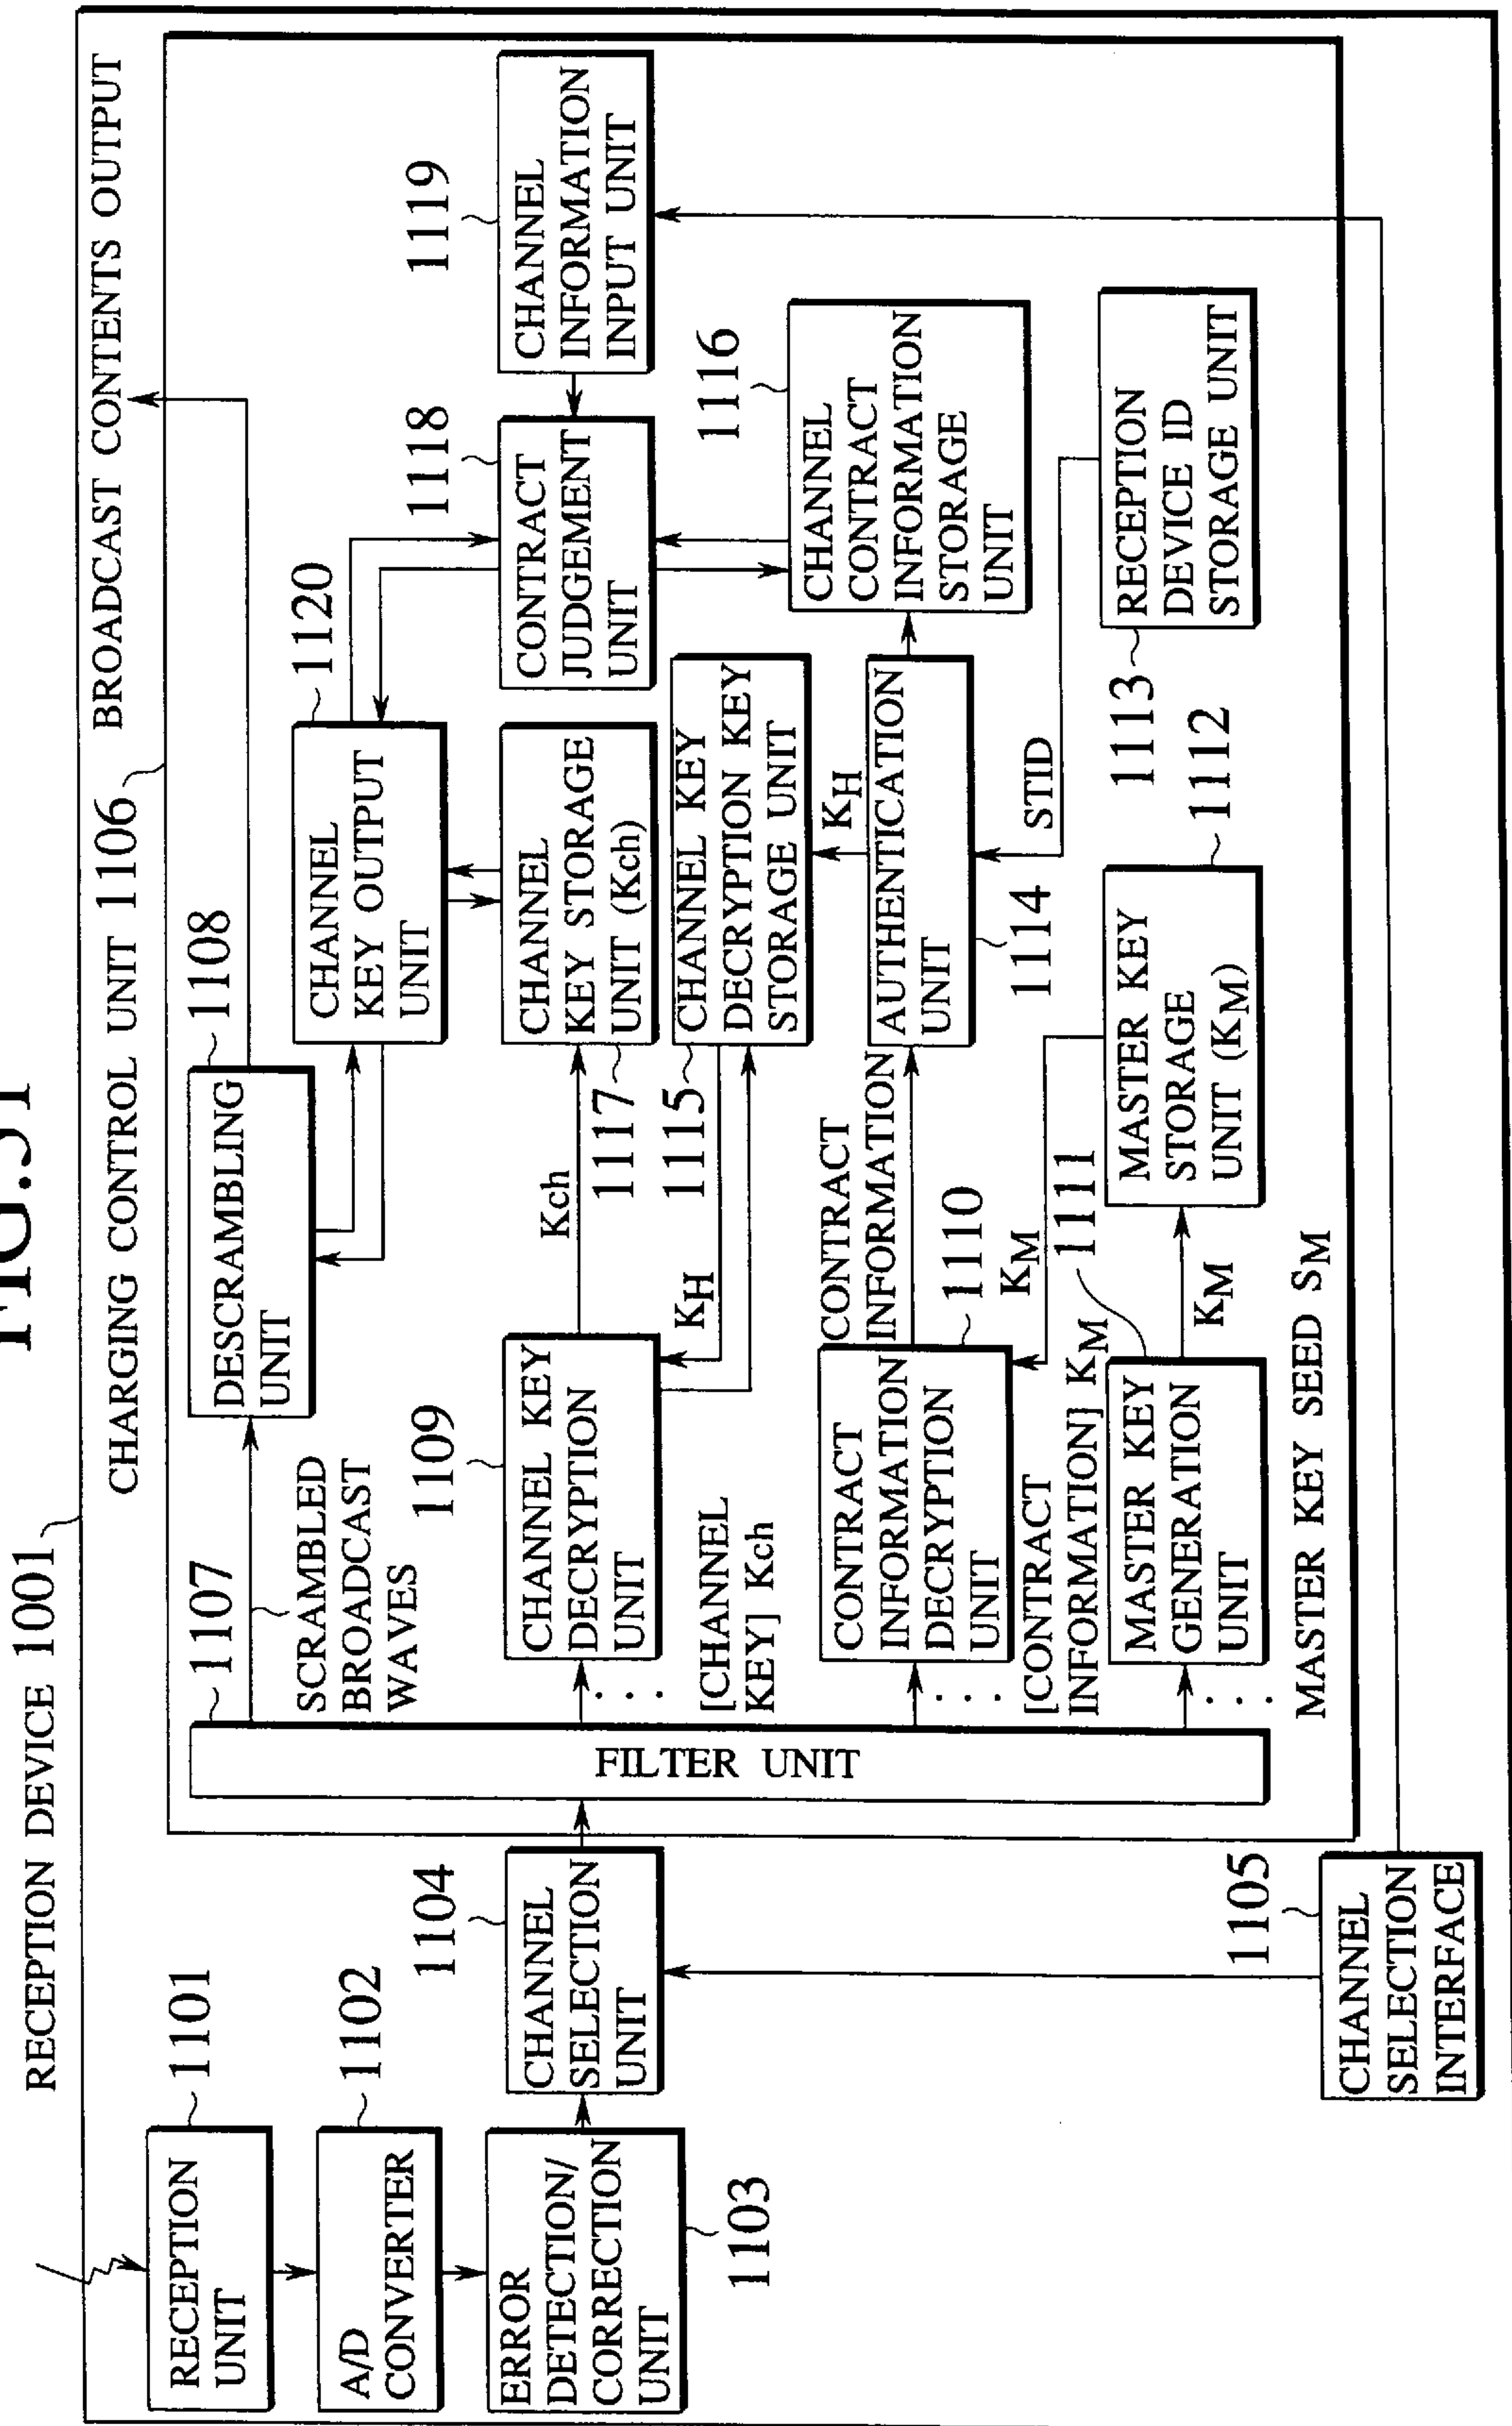 FIG.31
RECEPTION DEVICE 1001
CHARGING CONTROL UNIT 1106
BROADCAST CONTENTS OUTPUT
1101
RECEPTION
UNIT
1102
A/D
CONVERTER
ERROR
DETECTION/
CORRECTION
UNIT
1103
1104
CHANNEL
SELECTION
UNIT
1105
CHANNEL
SELECTION
INTERFACE
1107
FILTER UNIT
SCRAMBLED
BROADCAST
WAVES
1108
DESCRAMBLING
UNIT
1109
CHANNEL KEY
DECRYPTION
UNIT
[CHANNEL
KEY] Kch
Kch
KH
CONTRACT
INFORMATION
DECRYPTION
UNIT
1110
[CONTRACT
INFORMATION] KM
CONTRACT
INFORMATION
KM
1111
MASTER KEY
GENERATION
UNIT
MASTER KEY SEED SM
KM
1112
MASTER KEY
STORAGE
UNIT (KM)
1120
CHANNEL
KEY OUTPUT
UNIT
CHANNEL
KEY STORAGE
UNIT (Kch)
1117
1115
CHANNEL KEY
DECRYPTION KEY
STORAGE UNIT
KH
AUTHENTICATION
UNIT
1114
STID
1113
RECEPTION
DEVICE ID
STORAGE UNIT
1118
CONTRACT
JUDGEMENT
UNIT
1116
CHANNEL
CONTRACT
INFORMATION
STORAGE
UNIT
1119
CHANNEL
INFORMATION
INPUT UNIT